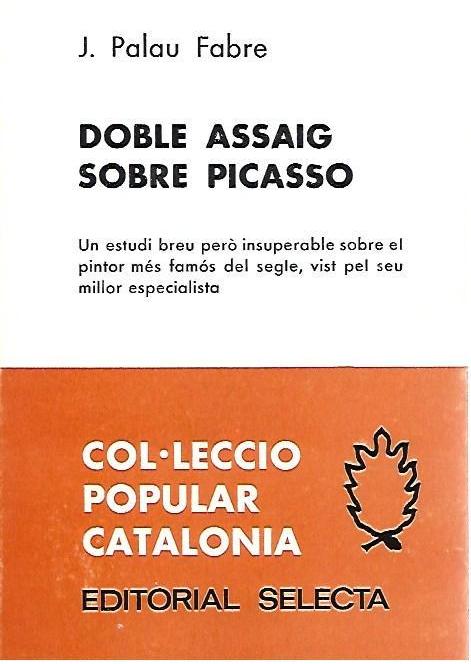 J. Palau Fabre
DOBLE ASSAIG
SOBRE PICASSO
Un estudi breu però insuperable sobre el
pintor més famós del segle, vist pel seu
millor especialista
COL·LECCIO
POPULAR
CATALONIA
EDITORIAL SELECTA